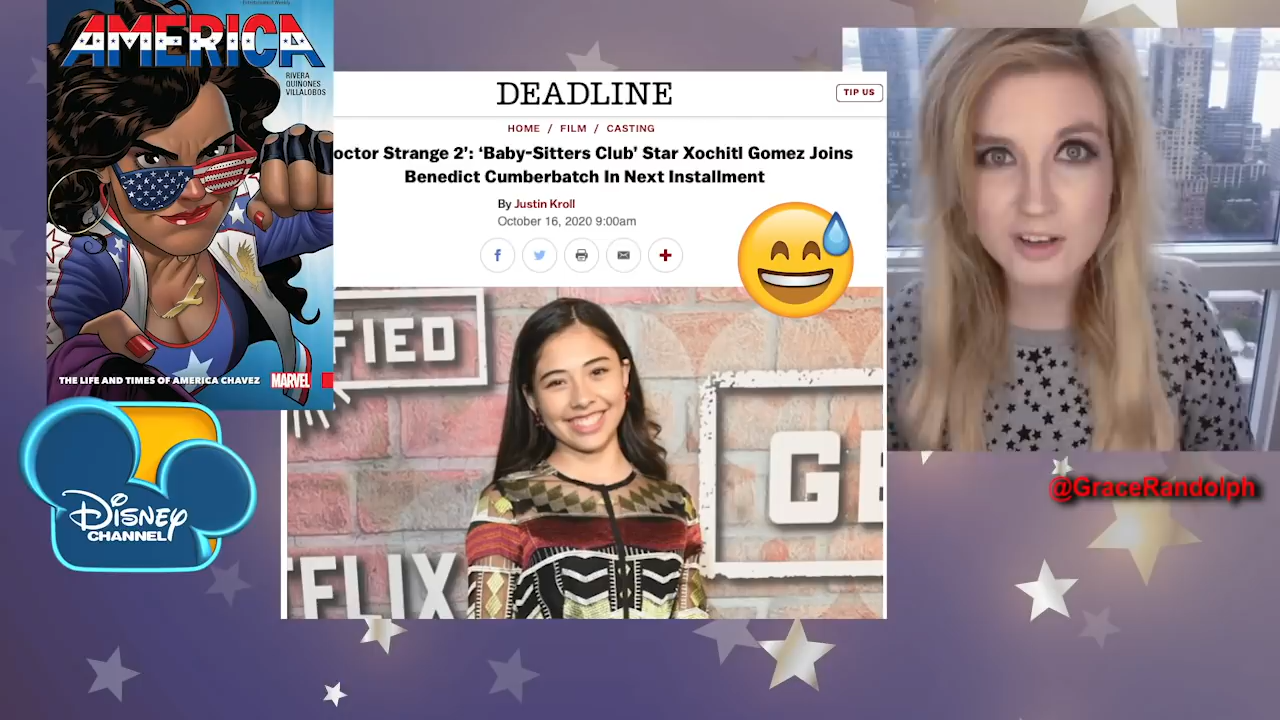 Entertainment Weekly
AMERICA
RIVERA
QUINONES
VILLALOBOS
THE LIFE AND TIMES OF AMERICA CHAVEZ
MARVEL
DISNEY
CHANNEL
DEADLINE
TIP US
HOME / FILM / CASTING
octor Strange 2’: ‘Baby-Sitters Club’ Star Xochitl Gomez Joins
Benedict Cumberbatch In Next Installment
By Justin Kroll
October 16, 2020 9:00am
FIED
GE
FLIX
@GraceRandolph